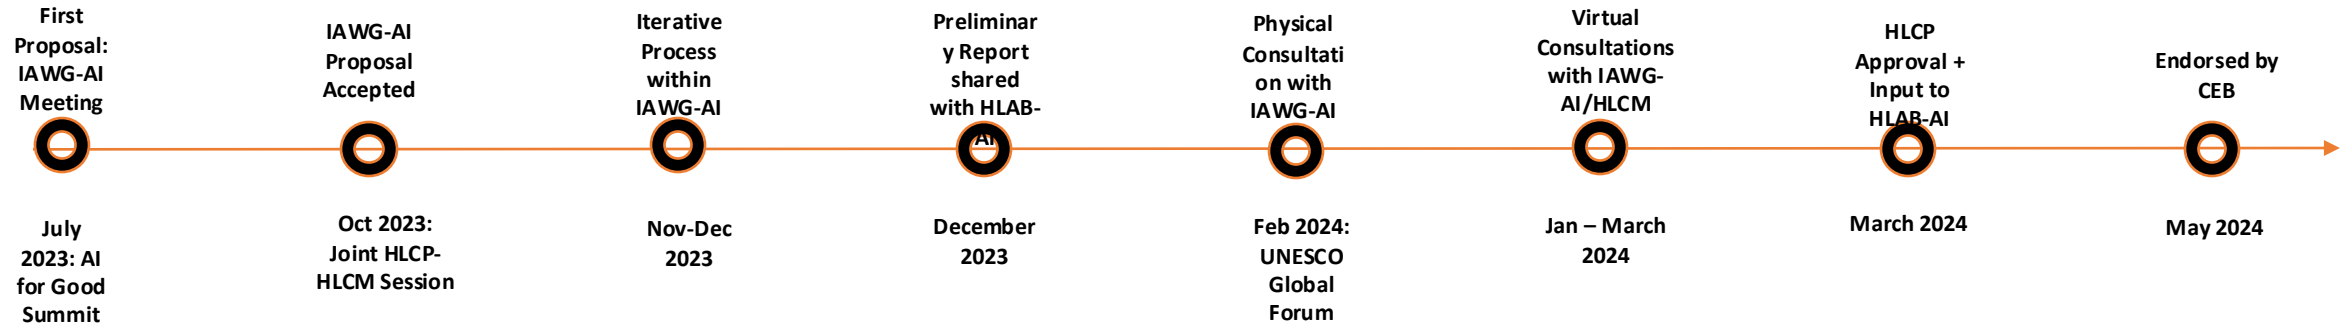 First
Proposal:
IAWG-AI
Meeting
IAWG-AI
Proposal
Accepted
Iterative
Process
within
IAWG-AI
Preliminar
y Report
shared
with HLAB-
AI
Physical
Consultati
on with
IAWG-AI
Virtual
Consultations
with IAWG-
AI/HLCM
HLCP
Approval +
Input to
HLAB-AI
Endorsed by
CEB
July
2023: AI
for Good
Summit
Oct 2023:
Joint HLCP-
HLCM Session
Nov-Dec
2023
December
2023
Feb 2024:
UNESCO
Global
Forum
Jan – March
2024
March 2024
May 2024